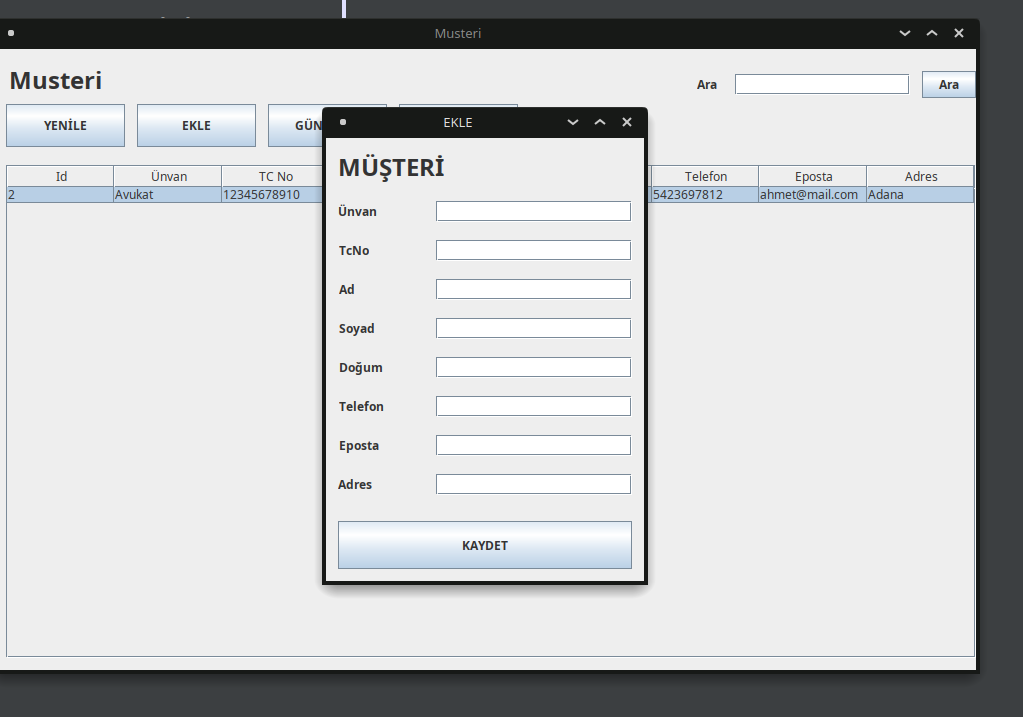 Musteri
Musteri
Ara
Ara
YENİLE
EKLE
GÜN
Id
Ünvan
TC No
Telefon
Eposta
Adres
2
Avukat
12345678910
5423697812
ahmet@mail.com
Adana
EKLE
MÜŞTERİ
Ünvan
TcNo
Ad
Soyad
Doğum
Telefon
Eposta
Adres
KAYDET